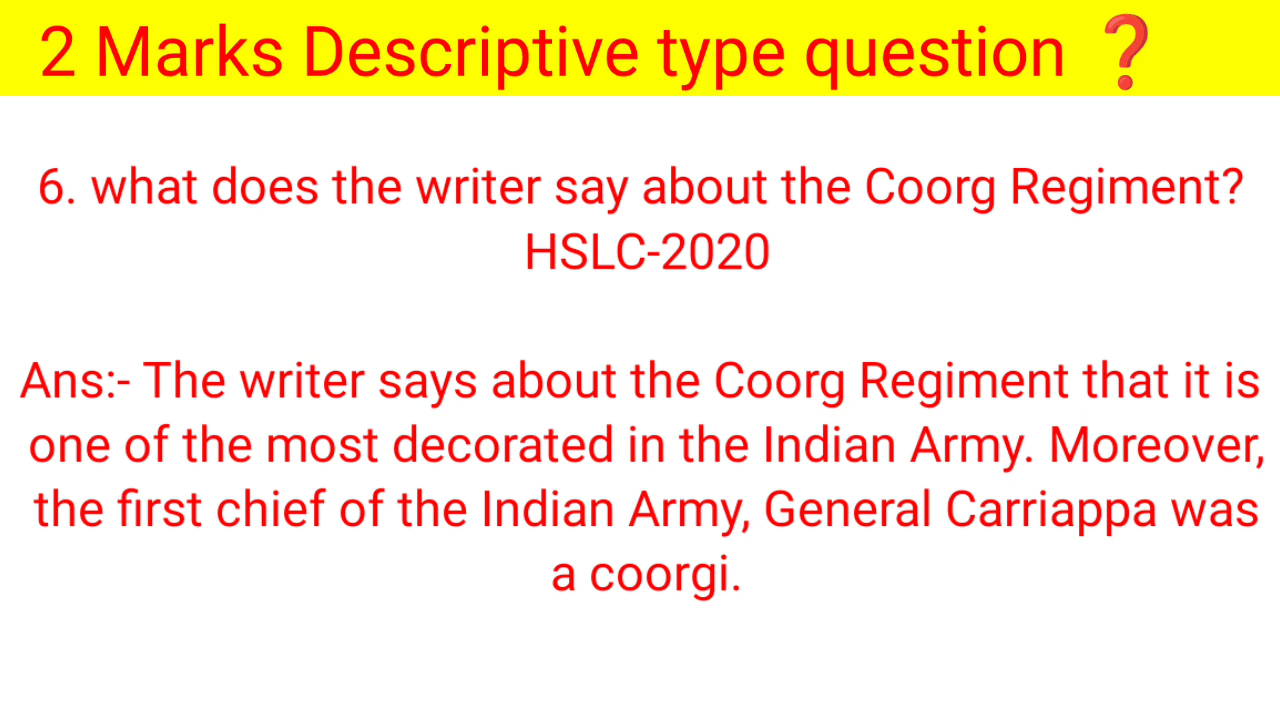 2 Marks Descriptive type question ❓
6. what does the writer say about the Coorg Regiment?
HSLC-2020
Ans:- The writer says about the Coorg Regiment that it is
one of the most decorated in the Indian Army. Moreover,
the first chief of the Indian Army, General Carriappa was
a coorgi.